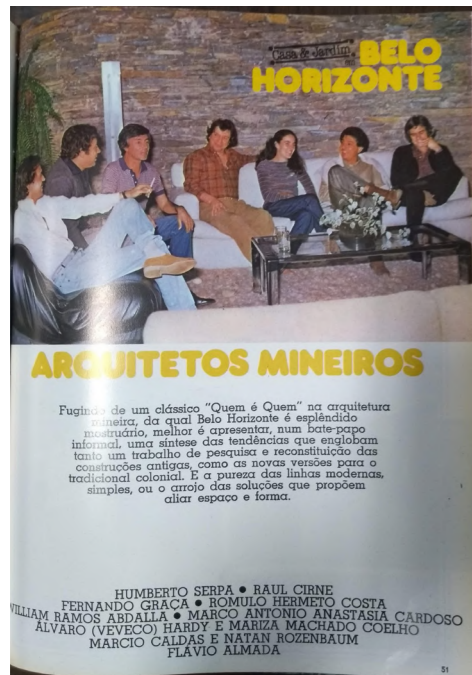 Casa & Jardim BELO
HORIZONTE
ARQUITETOS MINEIROS
Fugindo de um clássico "Quem é Quem" na arquitetura
mineira, da qual Belo Horizonte é esplêndido
mostruário, melhor é apresentar, num bate-papo
informal, uma síntese das tendências que englobam
tanto um trabalho de pesquisa e reconstituição das
construções antigas, como as novas versões para o
tradicional colonial. E a pureza das linhas modernas,
simples, ou o arrojo das soluções que propõem
aliar espaço e forma.
HUMBERTO SERPA ● RAUL CIRNE
FERNANDO GRAÇA ● ROMULO HERMETO COSTA
WILLIAM RAMOS ABDALLA ● MARCO ANTONIO ANASTASIA CARDOSO
ÁLVARO (VEVECO) HARDY E MARIZA MACHADO COELHO
MARCIO CALDAS E NATAN ROZENBAUM
FLÁVIO ALMADA
51